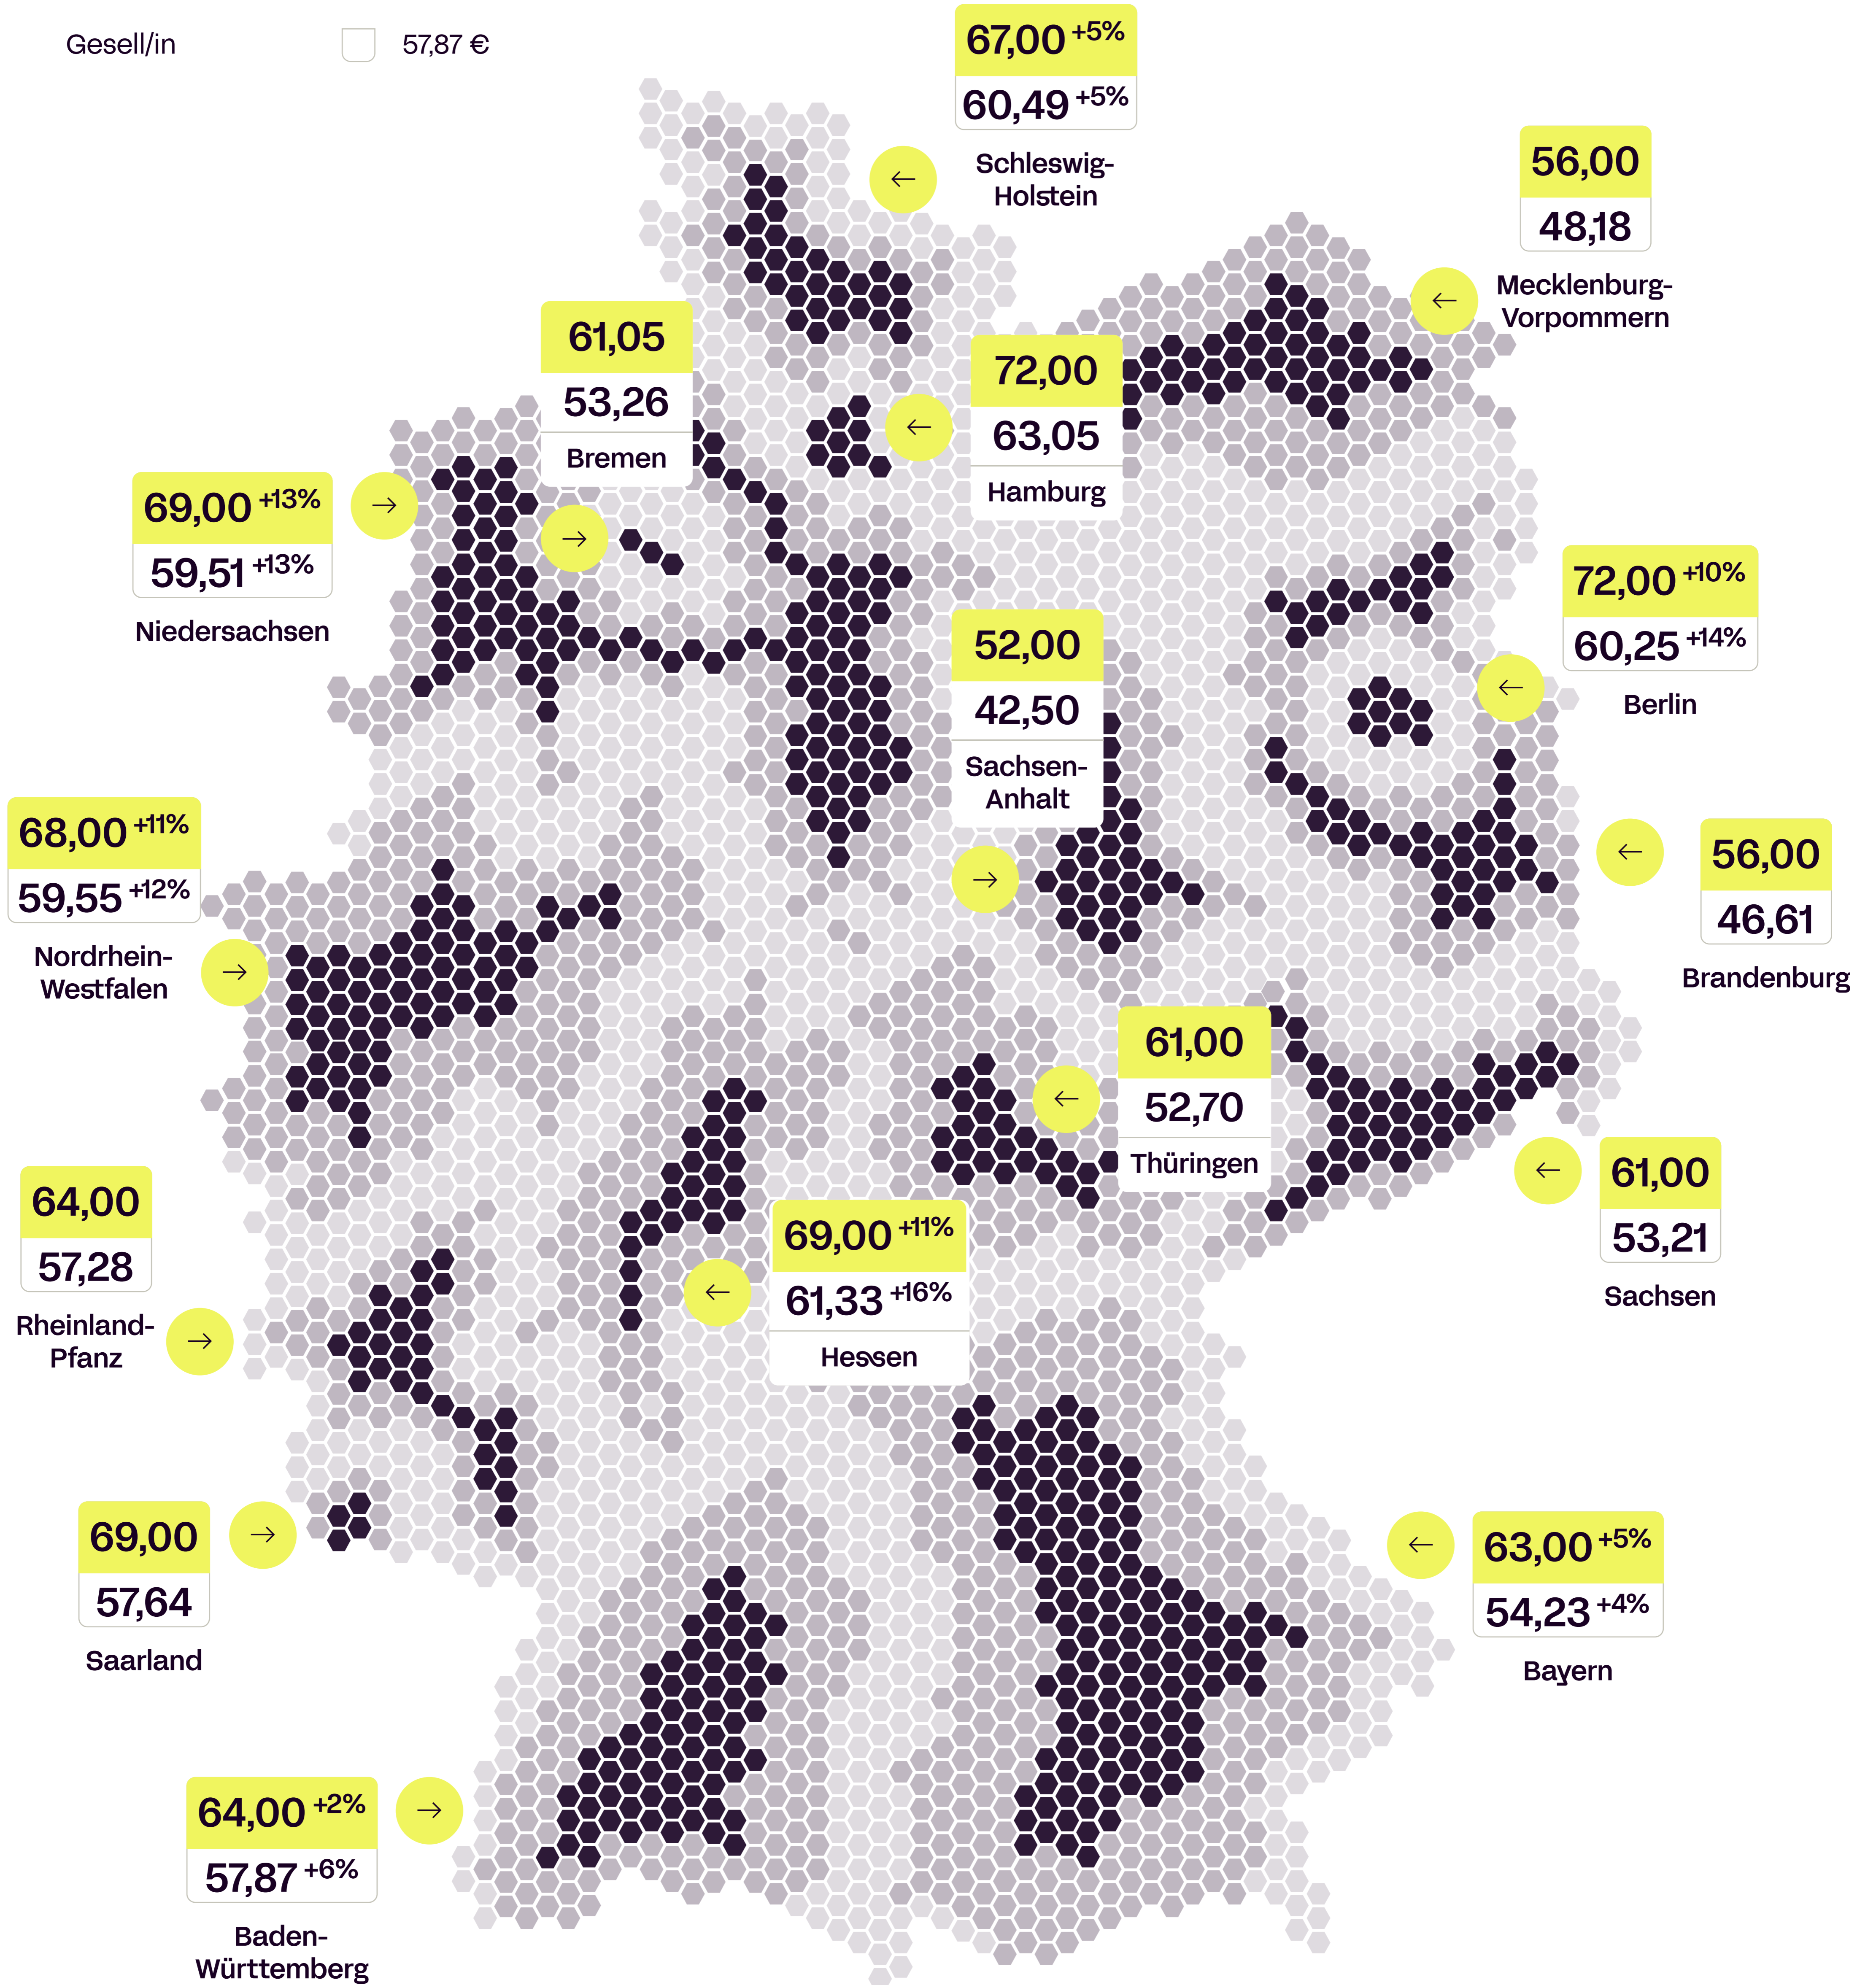 Gesell/in 57,87 €
67,00 +5%
60,49 +5%
Schleswig-
Holstein
56,00
48,18
Mecklenburg-
Vorpommern
61,05
53,26
Bremen
72,00
63,05
Hamburg
69,00 +13%
59,51 +13%
Niedersachsen
72,00 +10%
60,25 +14%
Berlin
52,00
42,50
Sachsen-
Anhalt
68,00 +11%
59,55 +12%
Nordrhein-
Westfalen
56,00
46,61
Brandenburg
61,00
52,70
Thüringen
64,00
57,28
Rheinland-
Pfanz
61,00
53,21
Sachsen
69,00 +11%
61,33 +16%
Hessen
69,00
57,64
Saarland
63,00 +5%
54,23 +4%
Bayern
64,00 +2%
57,87 +6%
Baden-
Württemberg